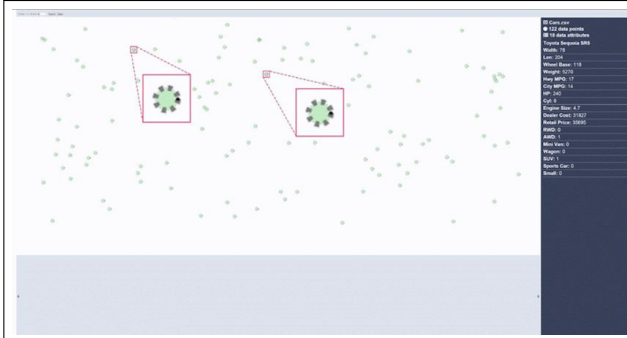 Cars.csv
122 data points
18 data attributes
Toyota Sequoia SR5
Width: 78
Len: 204
Wheel Base: 118
Weight: 5270
Hwy MPG: 17
City MPG: 14
HP: 240
Cyl: 8
Engine Size: 4.7
Dealer Cost: 31827
Retail Price: 35695
RWD: 0
AWD: 1
Mini Van: 0
Wagon: 0
SUV: 1
Sports Car: 0
Small: 0